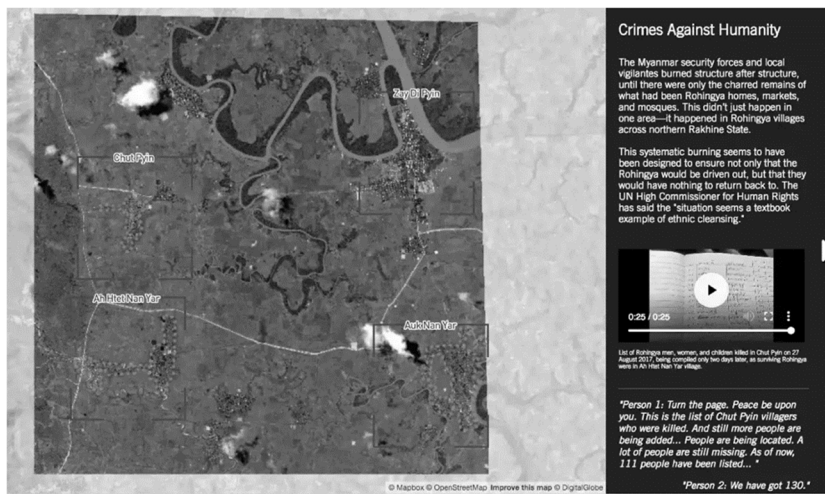 Zay Di Pyin
Chut Pyin
Ah Htet Nan Yar
Auk Nan Yar
© Mapbox © OpenStreetMap Improve this map © DigitalGlobe
Crimes Against Humanity
The Myanmar security forces and local
vigilantes burned structure after structure,
until there were only the charred remains of
what had been Rohingya homes, markets,
and mosques. This didn't just happen in
one area—it happened in Rohingya villages
across northern Rakhine State.
This systematic burning seems to have
been designed to ensure not only that the
Rohingya would be driven out, but that they
would have nothing to return back to. The
UN High Commissioner for Human Rights
has said the "situation seems a textbook
example of ethnic cleansing."
0:25 / 0:25
List of Rohingya men, women, and children killed in Chut Pyin on 27
August 2017, being compiled only two days later, as surviving Rohingya
were in Ah Htet Nan Yar village.
"Person 1: Turn the page. Peace be upon
you. This is the list of Chut Pyin villagers
who were killed. And still more people are
being added... People are being located. A
lot of people are still missing. As of now,
111 people have been listed... "
"Person 2: We have got 130."